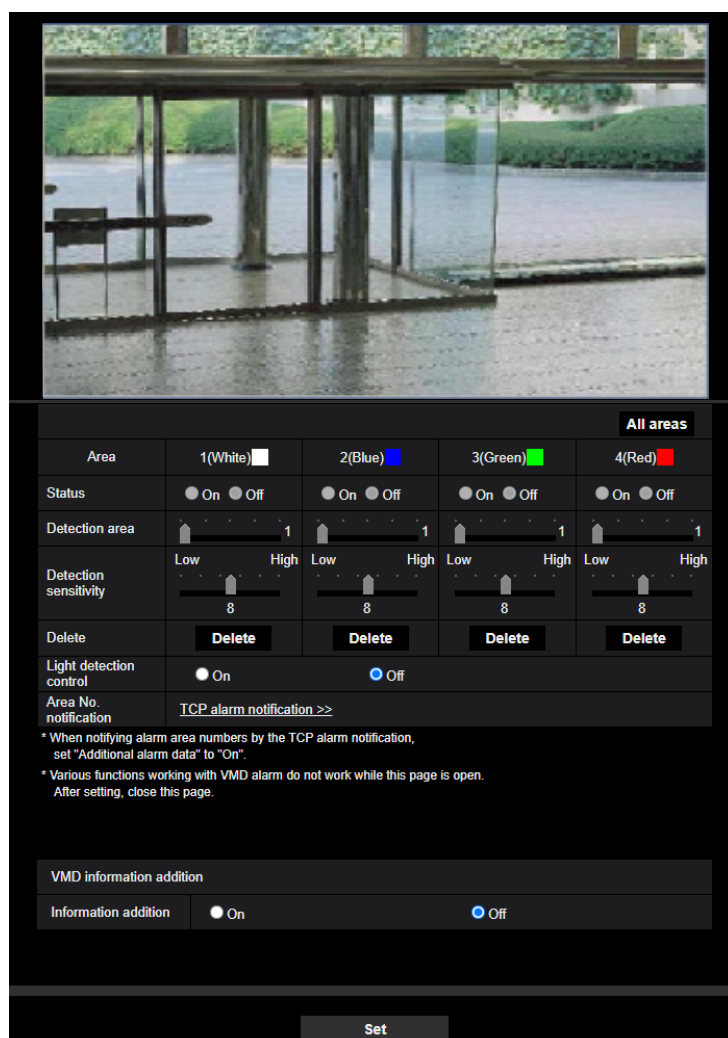 All areas
Area 1(White) 2(Blue) 3(Green) 4(Red)
Status On Off On Off On Off On Off
Detection area 1 1 1 1
Low High Low High Low High Low High
Detection
sensitivity
8 8 8 8
Delete Delete Delete Delete Delete
Light detection
control
On Off
Area No.
notification
TCP alarm notification >>
* When notifying alarm area numbers by the TCP alarm notification,
set "Additional alarm data" to "On".
* Various functions working with VMD alarm do not work while this page is open.
After setting, close this page.
VMD information addition
Information addition On Off
Set